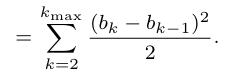 = \sum_{k=2}^{k_{\max}} \frac{(b_k - b_{k-1})^2}{2}.